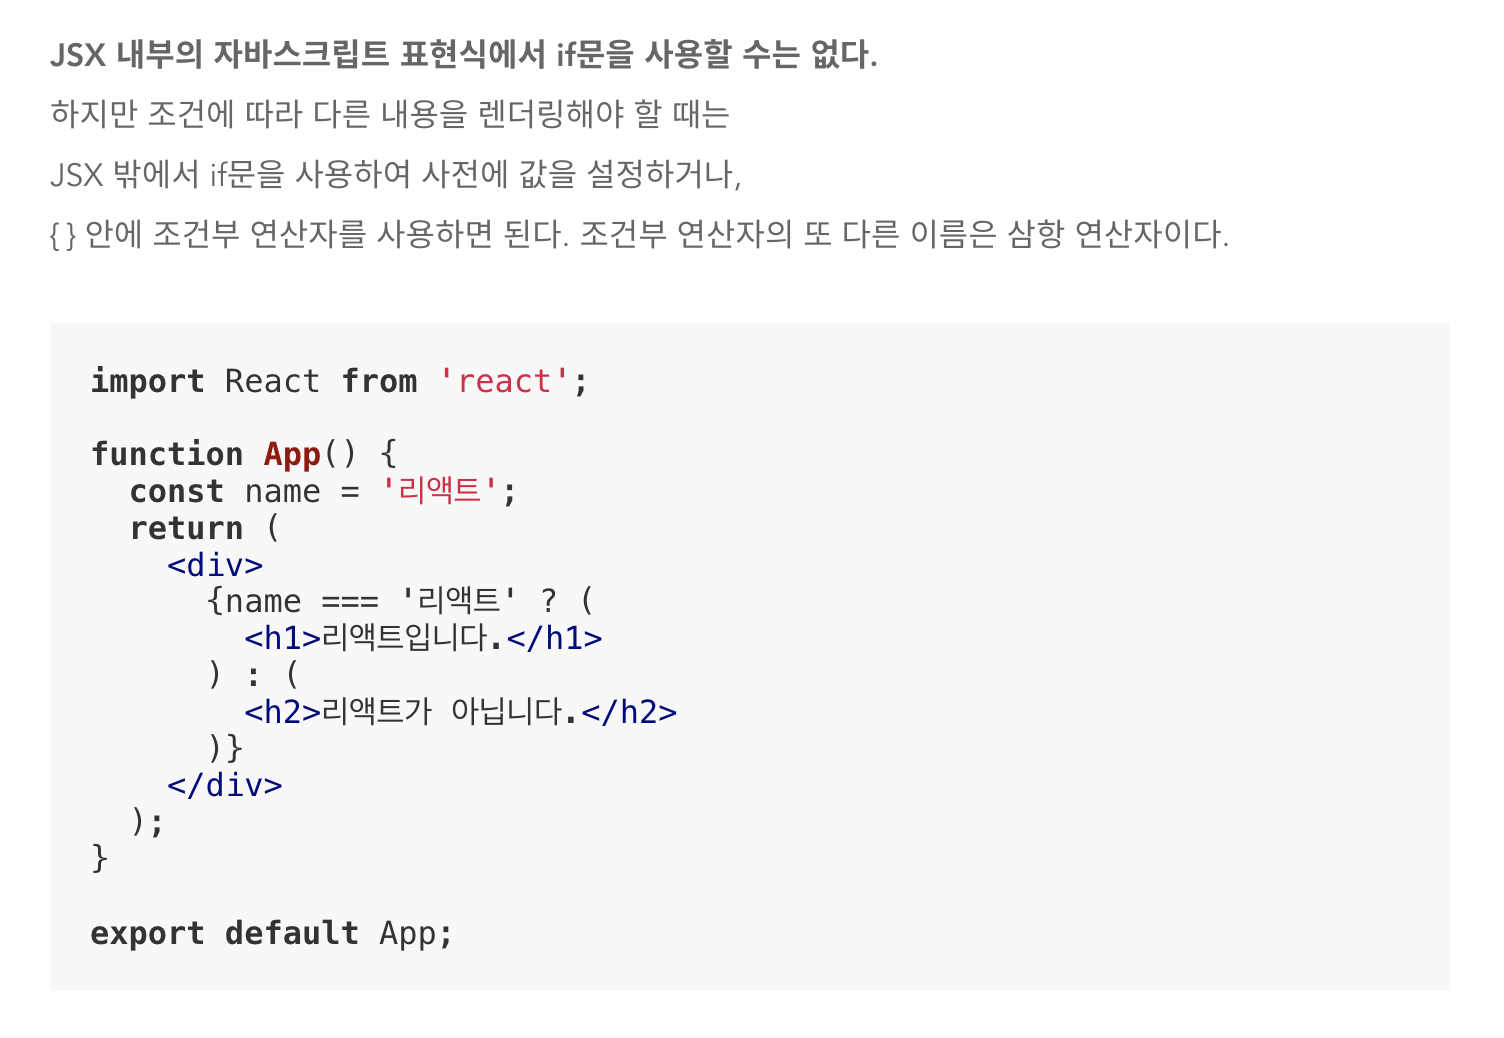 JSX 내부의 자바스크립트 표현식에서 if문을 사용할 수는 없다.
하지만 조건에 따라 다른 내용을 렌더링해야 할 때는
JSX 밖에서 if문을 사용하여 사전에 값을 설정하거나,
{ } 안에 조건부 연산자를 사용하면 된다. 조건부 연산자의 또 다른 이름은 삼항 연산자이다.
import React from 'react';
function App() {
  const name = '리액트';
  return (
    <div>
      {name === '리액트' ? (
        <h1>리액트입니다.</h1>
      ) : (
        <h2>리액트가 아닙니다.</h2>
      )}
    </div>
  );
}
export default App;